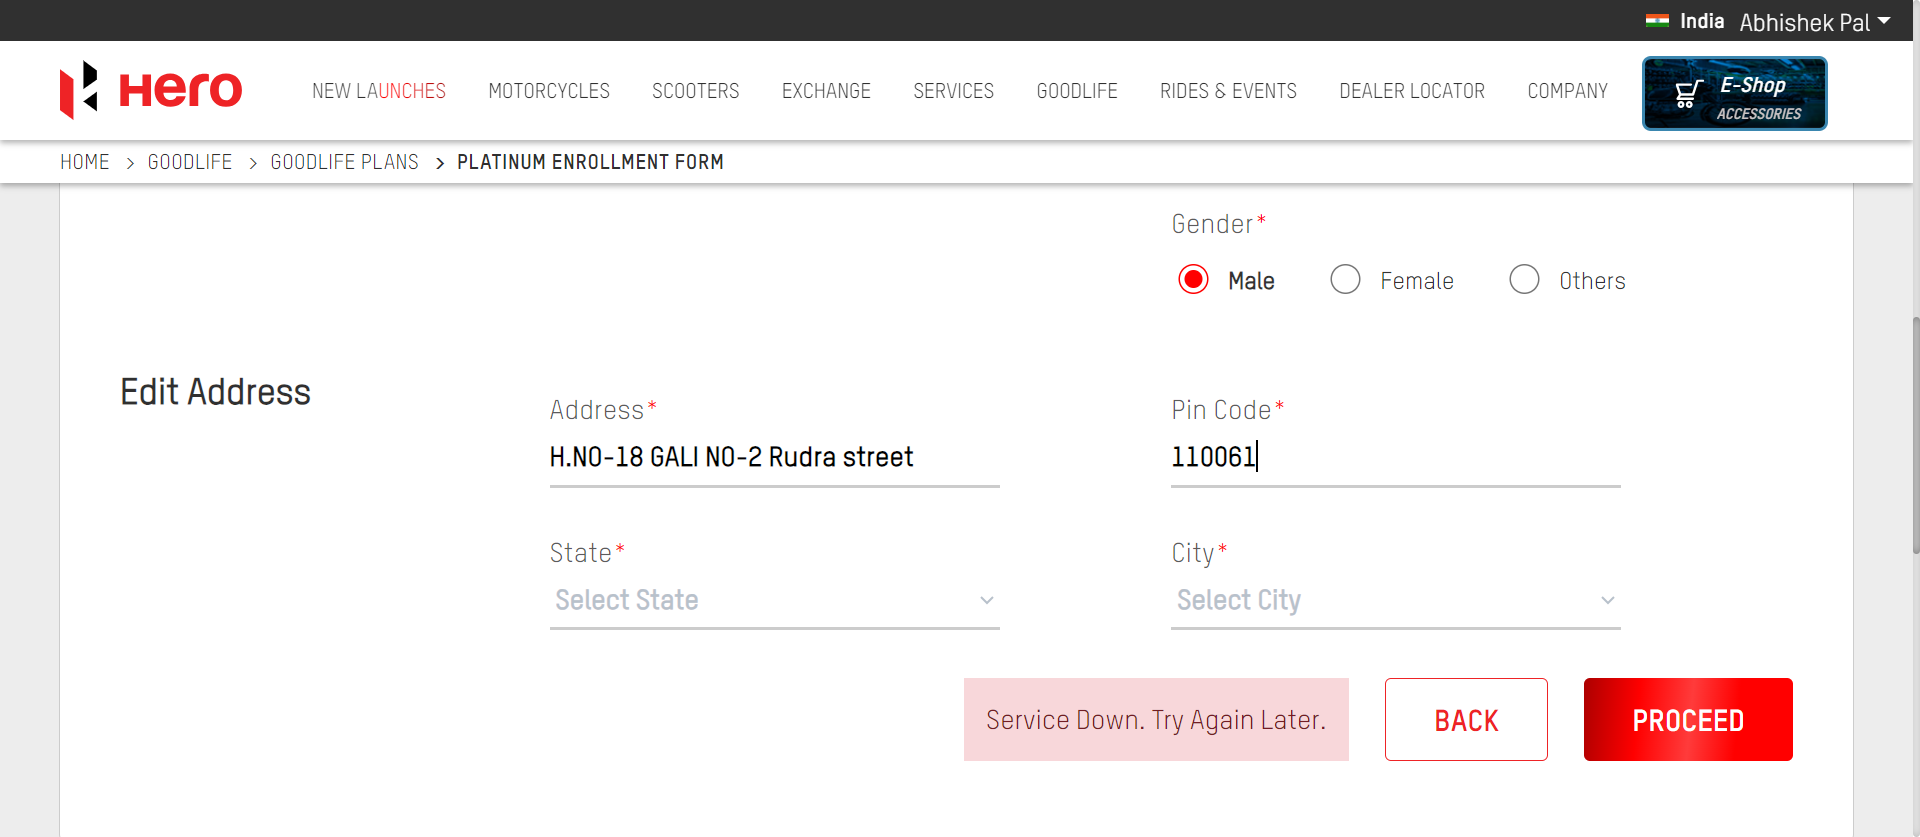 India Abhishek Pal
Hero
NEW LAUNCHES MOTORCYCLES SCOOTERS EXCHANGE SERVICES GOODLIFE RIDES & EVENTS DEALER LOCATOR COMPANY
E-Shop
ACCESSORIES
HOME > GOODLIFE > GOODLIFE PLANS > PLATINUM ENROLLMENT FORM
Gender*
Male Female Others
Edit Address
Address* Pin Code*
H.NO-18 GALI NO-2 Rudra street 110061
State* City*
Select State Select City
Service Down. Try Again Later. BACK PROCEED